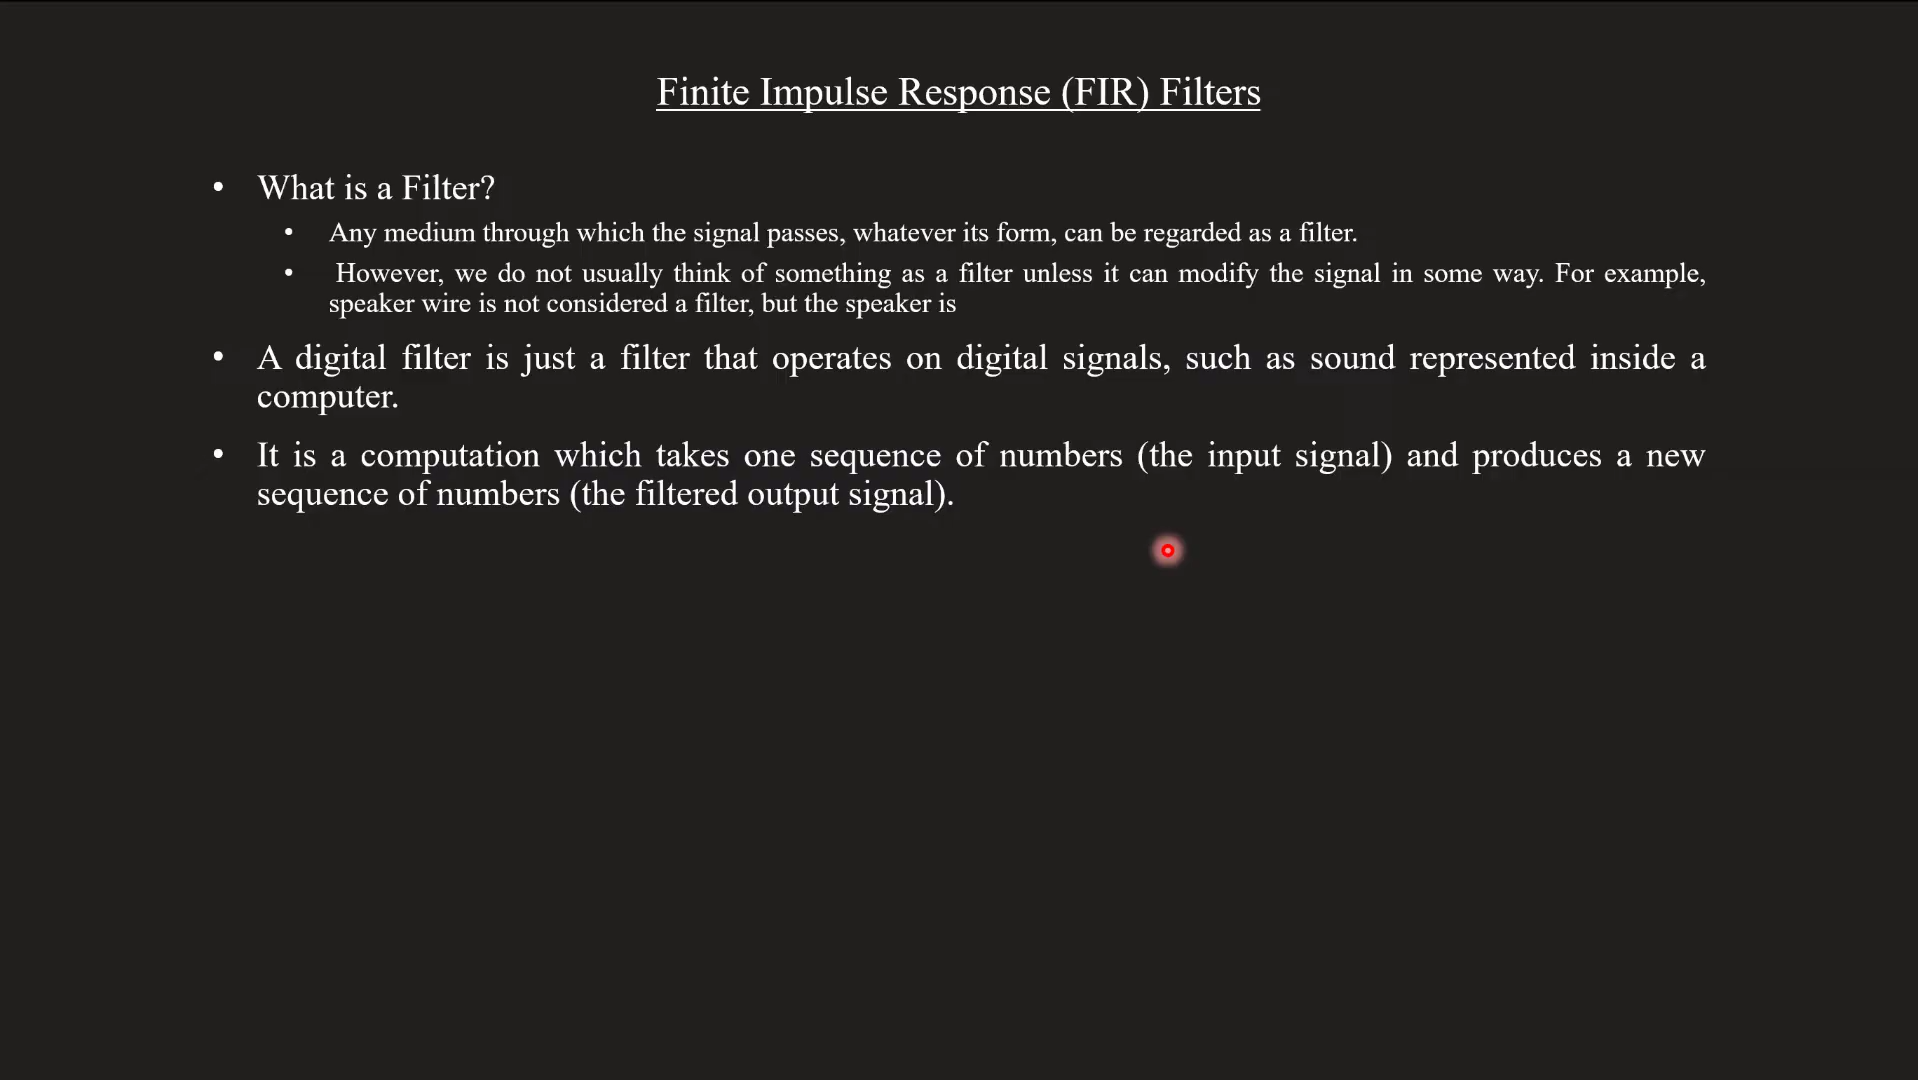 Finite Impulse Response (FIR) Filters
• What is a Filter?
• Any medium through which the signal passes, whatever its form, can be regarded as a filter.
• However, we do not usually think of something as a filter unless it can modify the signal in some way. For example,
speaker wire is not considered a filter, but the speaker is
• A digital filter is just a filter that operates on digital signals, such as sound represented inside a
computer.
• It is a computation which takes one sequence of numbers (the input signal) and produces a new
sequence of numbers (the filtered output signal).